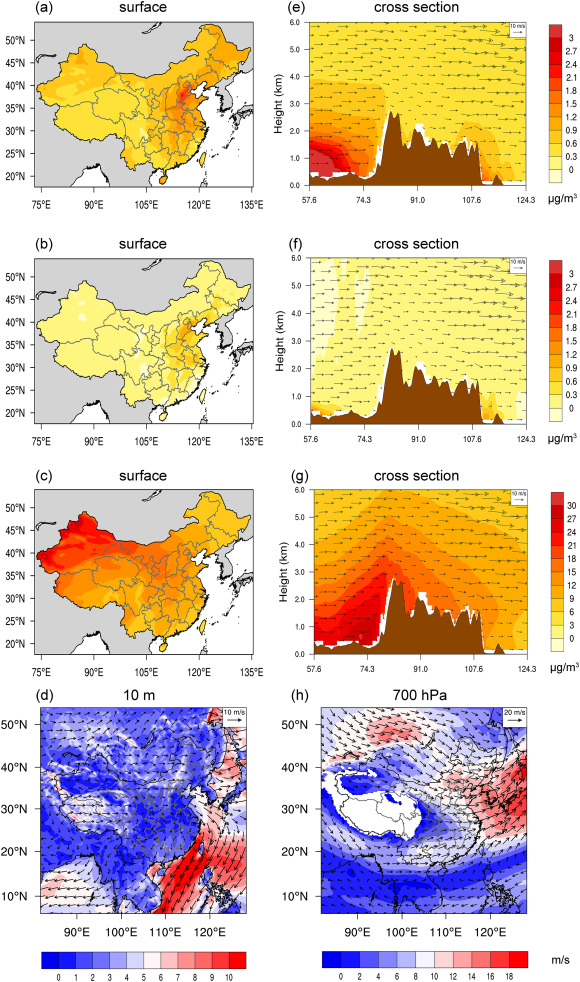 (a) surface
50°N
45°N
40°N
35°N
30°N
25°N
20°N
75°E 90°E 105°E 120°E 135°E
(e) cross section
10 m/s
Height (km)
6.0
5.0
4.0
3.0
2.0
1.0
0.0
57.6 74.3 91.0 107.6 124.3
3
2.7
2.4
2.1
1.8
1.5
1.2
0.9
0.6
0.3
0
μg/m³
(b) surface
50°N
45°N
40°N
35°N
30°N
25°N
20°N
75°E 90°E 105°E 120°E 135°E
(f) cross section
10 m/s
Height (km)
6.0
5.0
4.0
3.0
2.0
1.0
0.0
57.6 74.3 91.0 107.6 124.3
3
2.7
2.4
2.1
1.8
1.5
1.2
0.9
0.6
0.3
0
μg/m³
(c) surface
50°N
45°N
40°N
35°N
30°N
25°N
20°N
75°E 90°E 105°E 120°E 135°E
(g) cross section
10 m/s
Height (km)
6.0
5.0
4.0
3.0
2.0
1.0
0.0
57.6 74.3 91.0 107.6 124.3
30
27
24
21
18
15
12
9
6
3
0
μg/m³
(d) 10 m
10 m/s
50°N
40°N
30°N
20°N
10°N
90°E 100°E 110°E 120°E
0 1 2 3 4 5 6 7 8 9 10
(h) 700 hPa
20 m/s
50°N
40°N
30°N
20°N
10°N
90°E 100°E 110°E 120°E
0 2 4 6 8 10 12 14 16 18
m/s